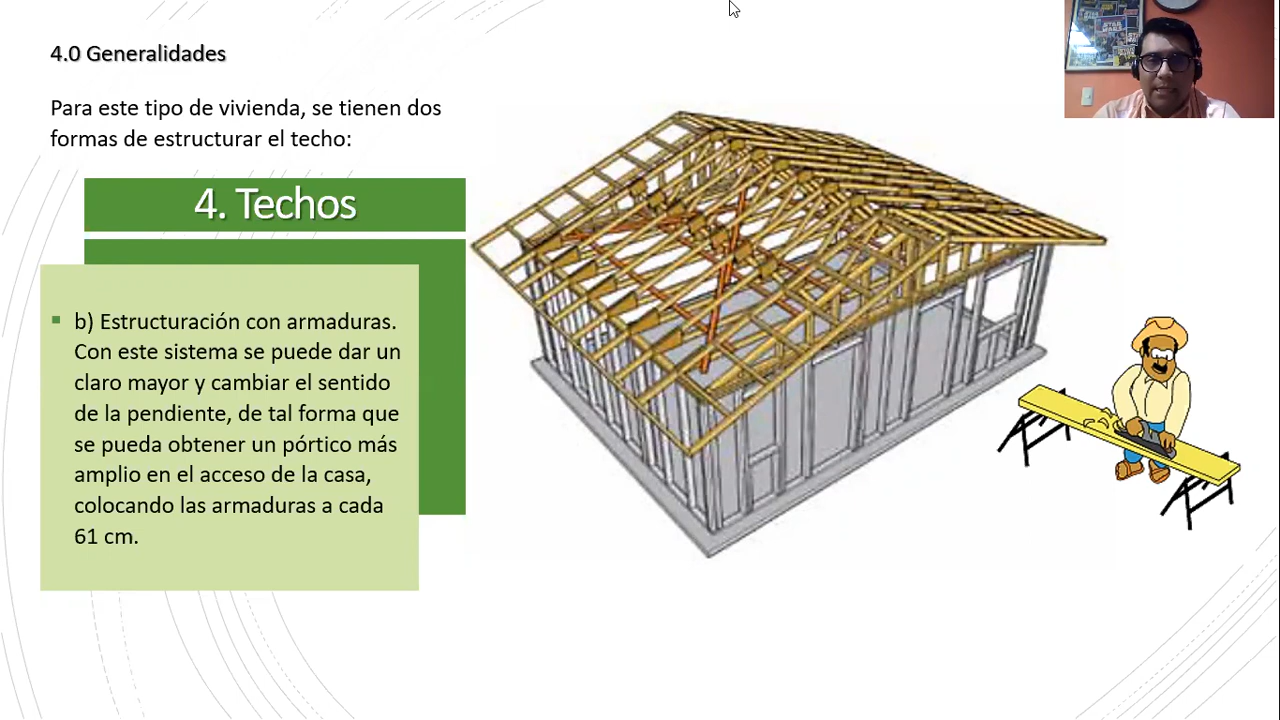 4.0 Generalidades
Para este tipo de vivienda, se tienen dos
formas de estructurar el techo:
4. Techos
b) Estructuración con armaduras.
Con este sistema se puede dar un
claro mayor y cambiar el sentido
de la pendiente, de tal forma que
se pueda obtener un pórtico más
amplio en el acceso de la casa,
colocando las armaduras a cada
61 cm.